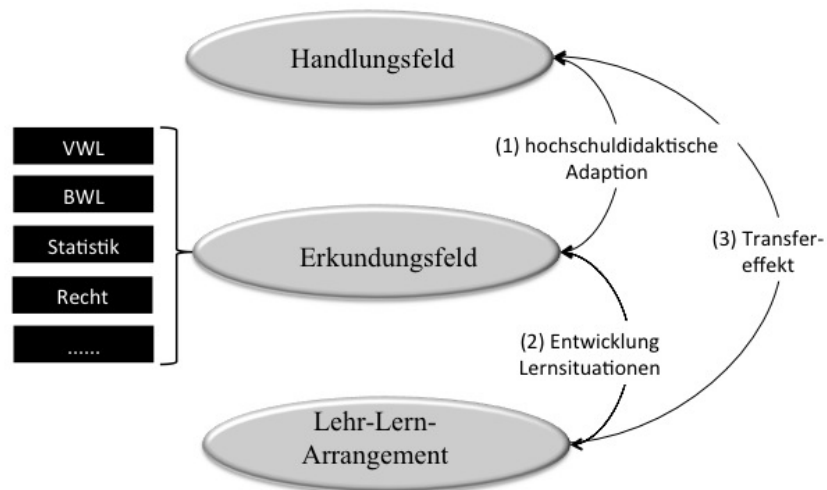 Handlungsfeld
(1) hochschuldidaktische
Adaption
VWL
BWL
Statistik
Recht
......
Erkundungsfeld
(3) Transfer-
effekt
(2) Entwicklung
Lernsituationen
Lehr-Lern-
Arrangement